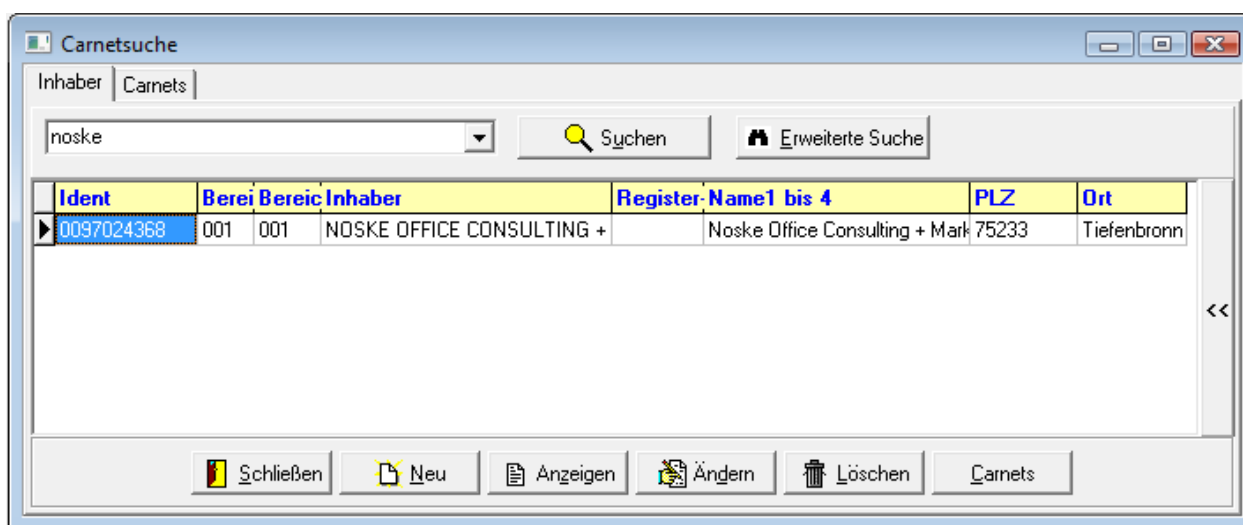 Carnetsuche
Inhaber Carnets
noske Suchen Erweiterte Suche
Ident Berei Bereic Inhaber Register- Name1 bis 4 PLZ Ort
0097024368 001 001 NOSKE OFFICE CONSULTING + Noske Office Consulting + Mark 75233 Tiefenbronn
<<
Schließen Neu Anzeigen Ändern Löschen Carnets